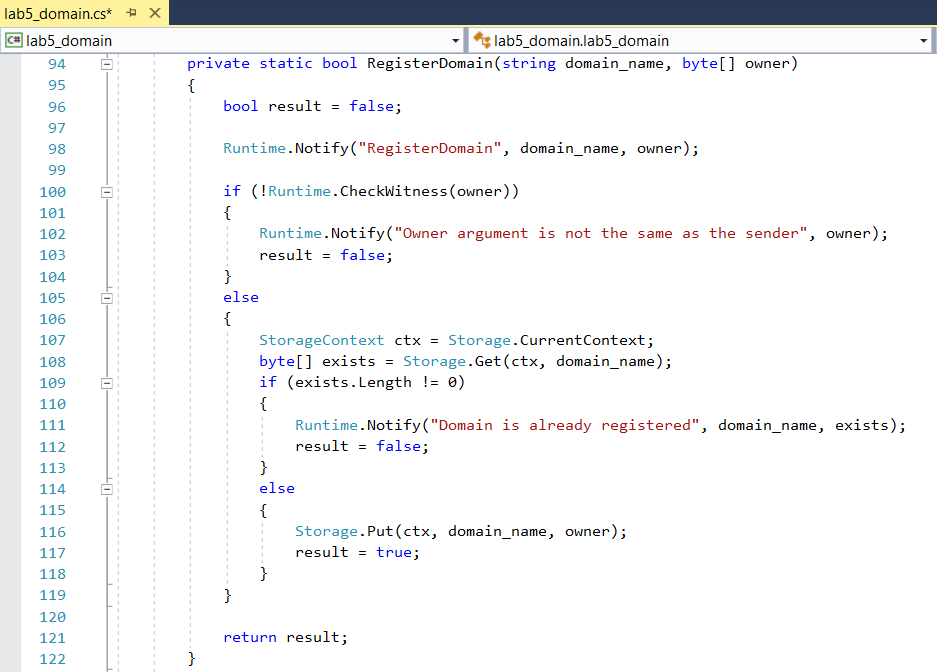 lab5_domain.cs*
C# lab5_domain lab5_domain.lab5_domain
94 private static bool RegisterDomain(string domain_name, byte[] owner)
95 {
96 bool result = false;
97
98 Runtime.Notify("RegisterDomain", domain_name, owner);
99
100 if (!Runtime.CheckWitness(owner))
101 {
102 Runtime.Notify("Owner argument is not the same as the sender", owner);
103 result = false;
104 }
105 else
106 {
107 StorageContext ctx = Storage.CurrentContext;
108 byte[] exists = Storage.Get(ctx, domain_name);
109 if (exists.Length != 0)
110 {
111 Runtime.Notify("Domain is already registered", domain_name, exists);
112 result = false;
113 }
114 else
115 {
116 Storage.Put(ctx, domain_name, owner);
117 result = true;
118 }
119 }
120
121 return result;
122 }